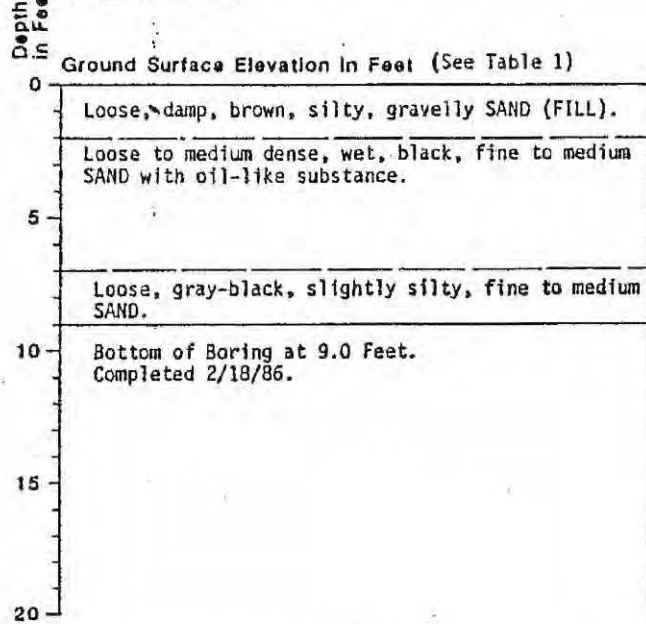 Depth
in Feet
Ground Surface Elevation In Feet (See Table 1)
0
Loose, damp, brown, silty, gravelly SAND (FILL).
Loose to medium dense, wet, black, fine to medium
SAND with oil-like substance.
5
Loose, gray-black, slightly silty, fine to medium
SAND.
10
Bottom of Boring at 9.0 Feet.
Completed 2/18/86.
15
20